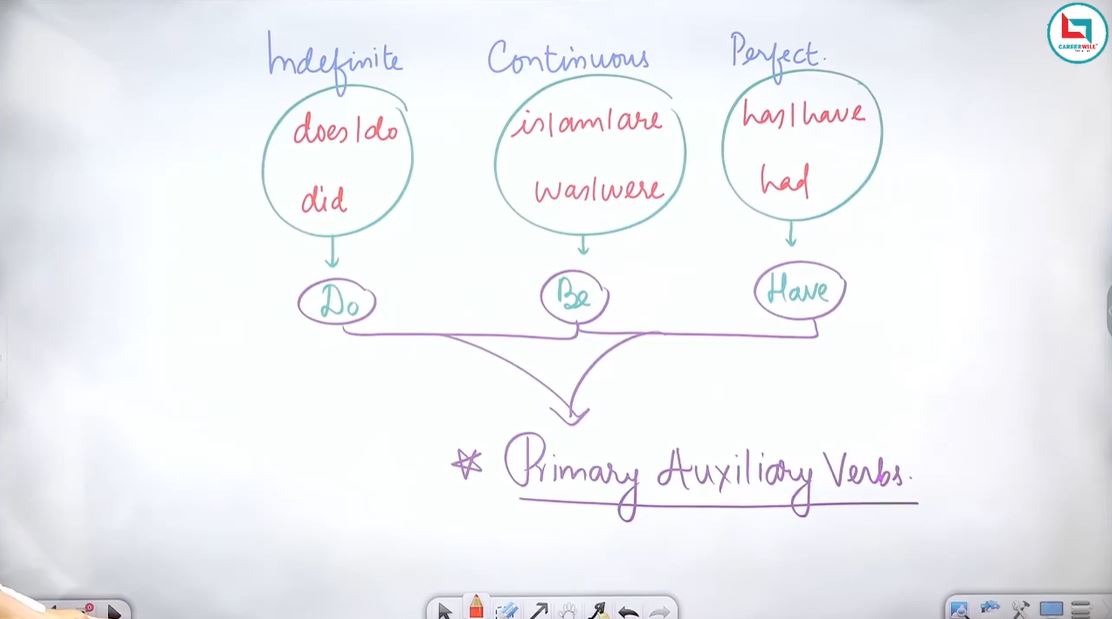 Indefinite Continuous Perfect.
does/do is/am/are has/have
did was/were had
Do Be Have
* Primary Auxiliary Verbs.
CAREERWILL